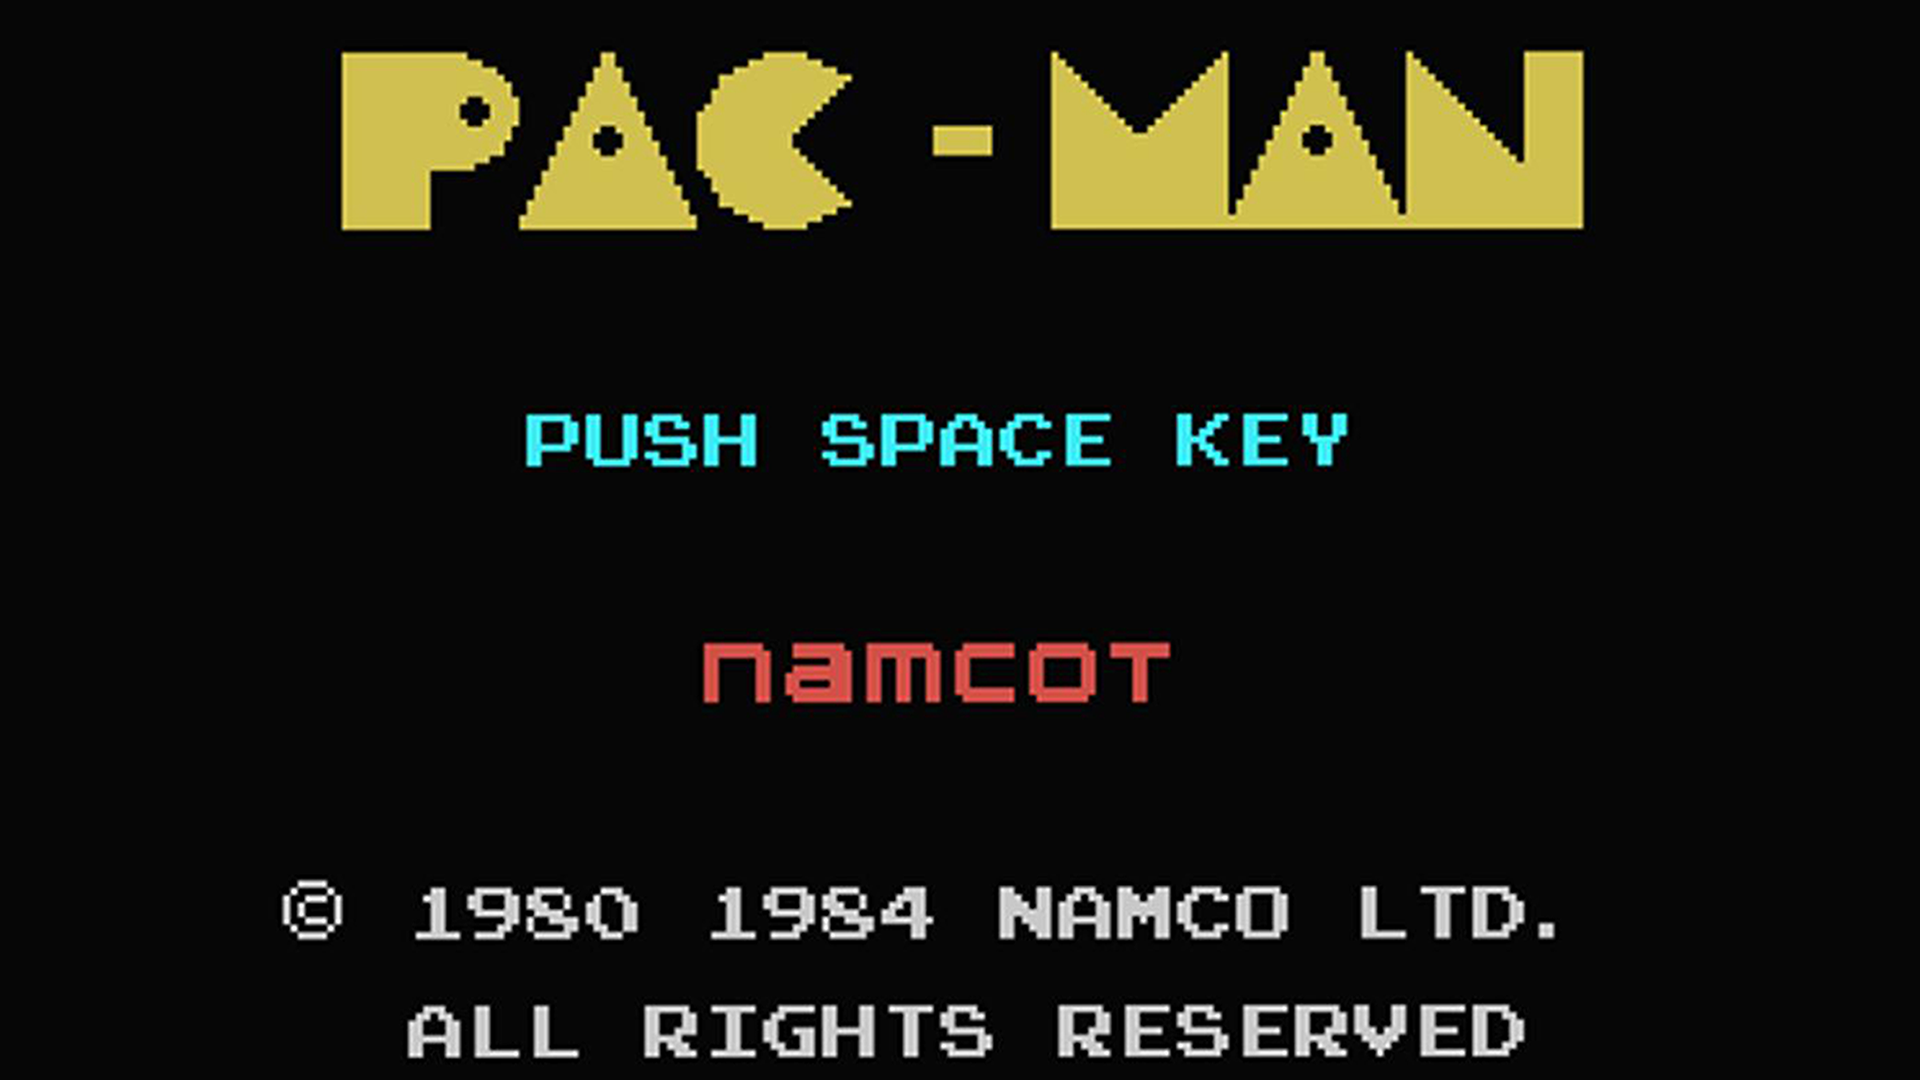 PAC-MAN
PUSH SPACE KEY
namcoT
© 1980 1984 NAMCO LTD.
ALL RIGHTS RESERVED